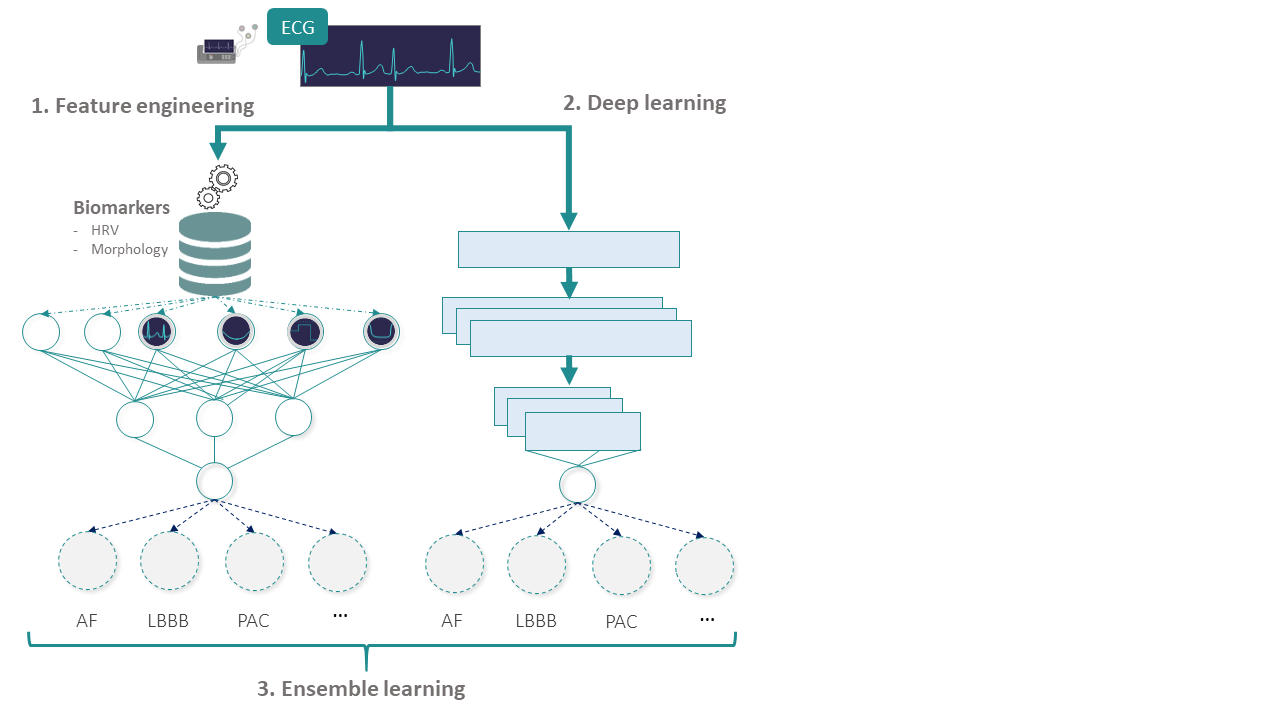 ECG
1. Feature engineering
2. Deep learning
Biomarkers
- HRV
- Morphology
AF LBBB PAC ...
AF LBBB PAC ...
3. Ensemble learning